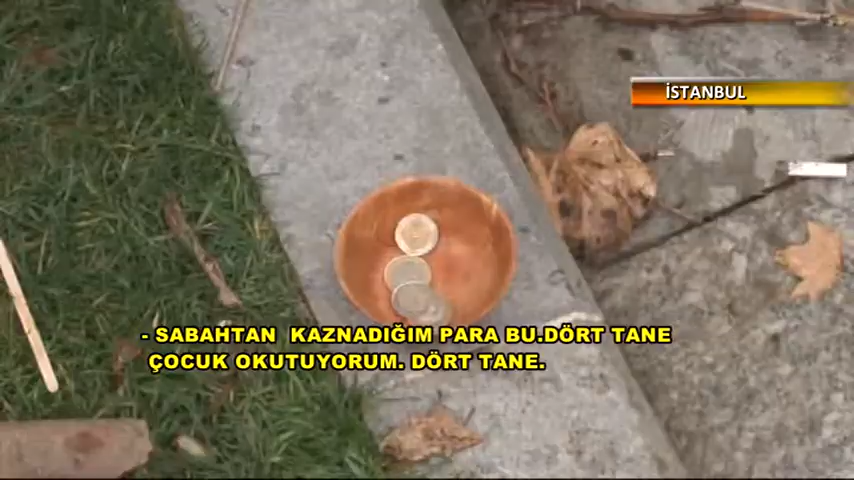 İSTANBUL
- SABAHTAN KAZNADIĞIM PARA BU.DÖRT TANE
ÇOCUK OKUTUYORUM. DÖRT TANE.